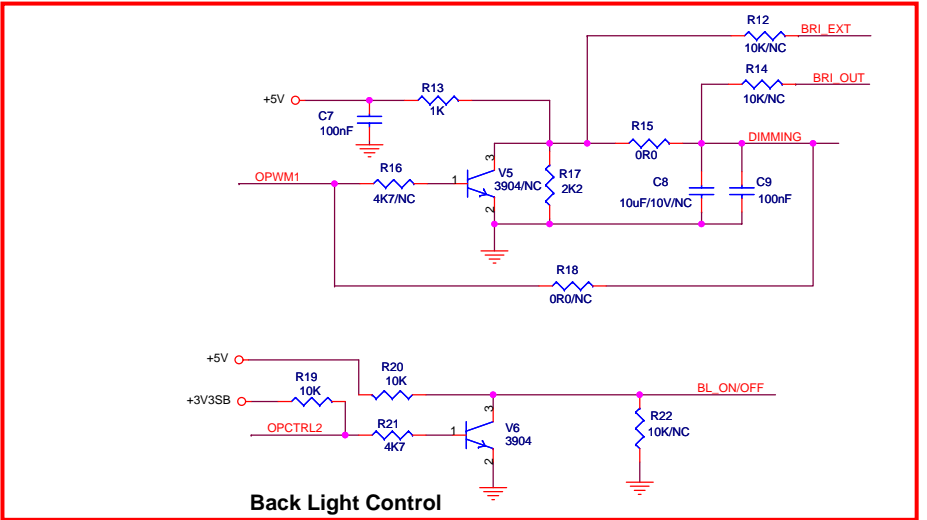 R12
BRI_EXT
10K/NC
R14
BRI_OUT
10K/NC
R13
+5V
1K
C7
100nF
R15
DIMMING
0R0
OPWM1
R16
4K7/NC
3
1
2
V5
3904/NC
R17
2K2
C8
10uF/10V/NC
C9
100nF
R18
0R0/NC
+5V
R20
10K
R19
10K
+3V3SB
BL_ON/OFF
OPCTRL2
R21
4K7
3
1
2
V6
3904
R22
10K/NC
Back Light Control